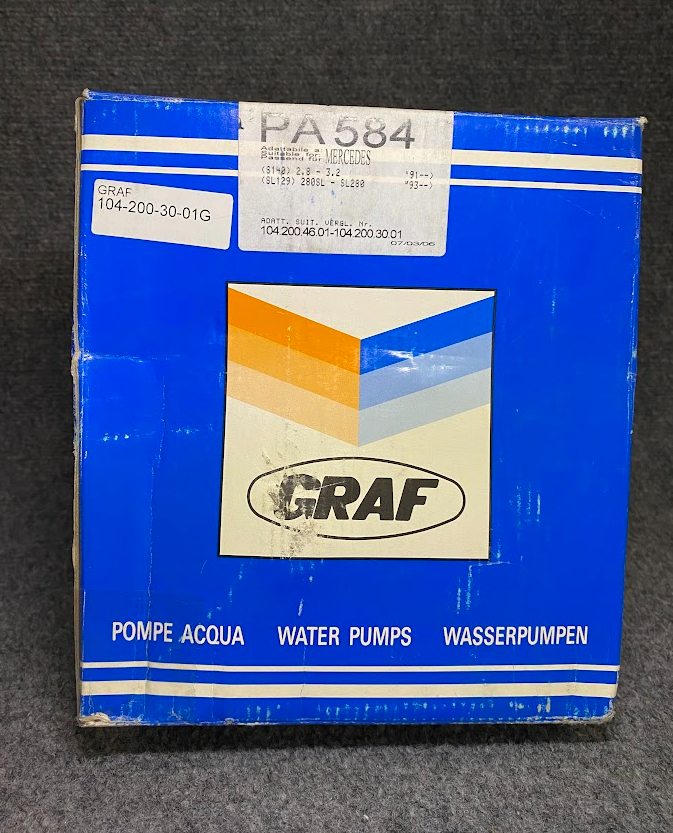 PA 584
Adattabile a
Suitable for
Passend für MERCEDES
(S140) 2.8 - 3.2 '91-->
(SL129) 280SL - SL280 '93-->
ADATT. SUIT. VERGL. Nr.
104.200.46.01-104.200.30.01
07/03/06
GRAF
104-200-30-01G
GRAF
POMPE ACQUA WATER PUMPS WASSERPUMPEN